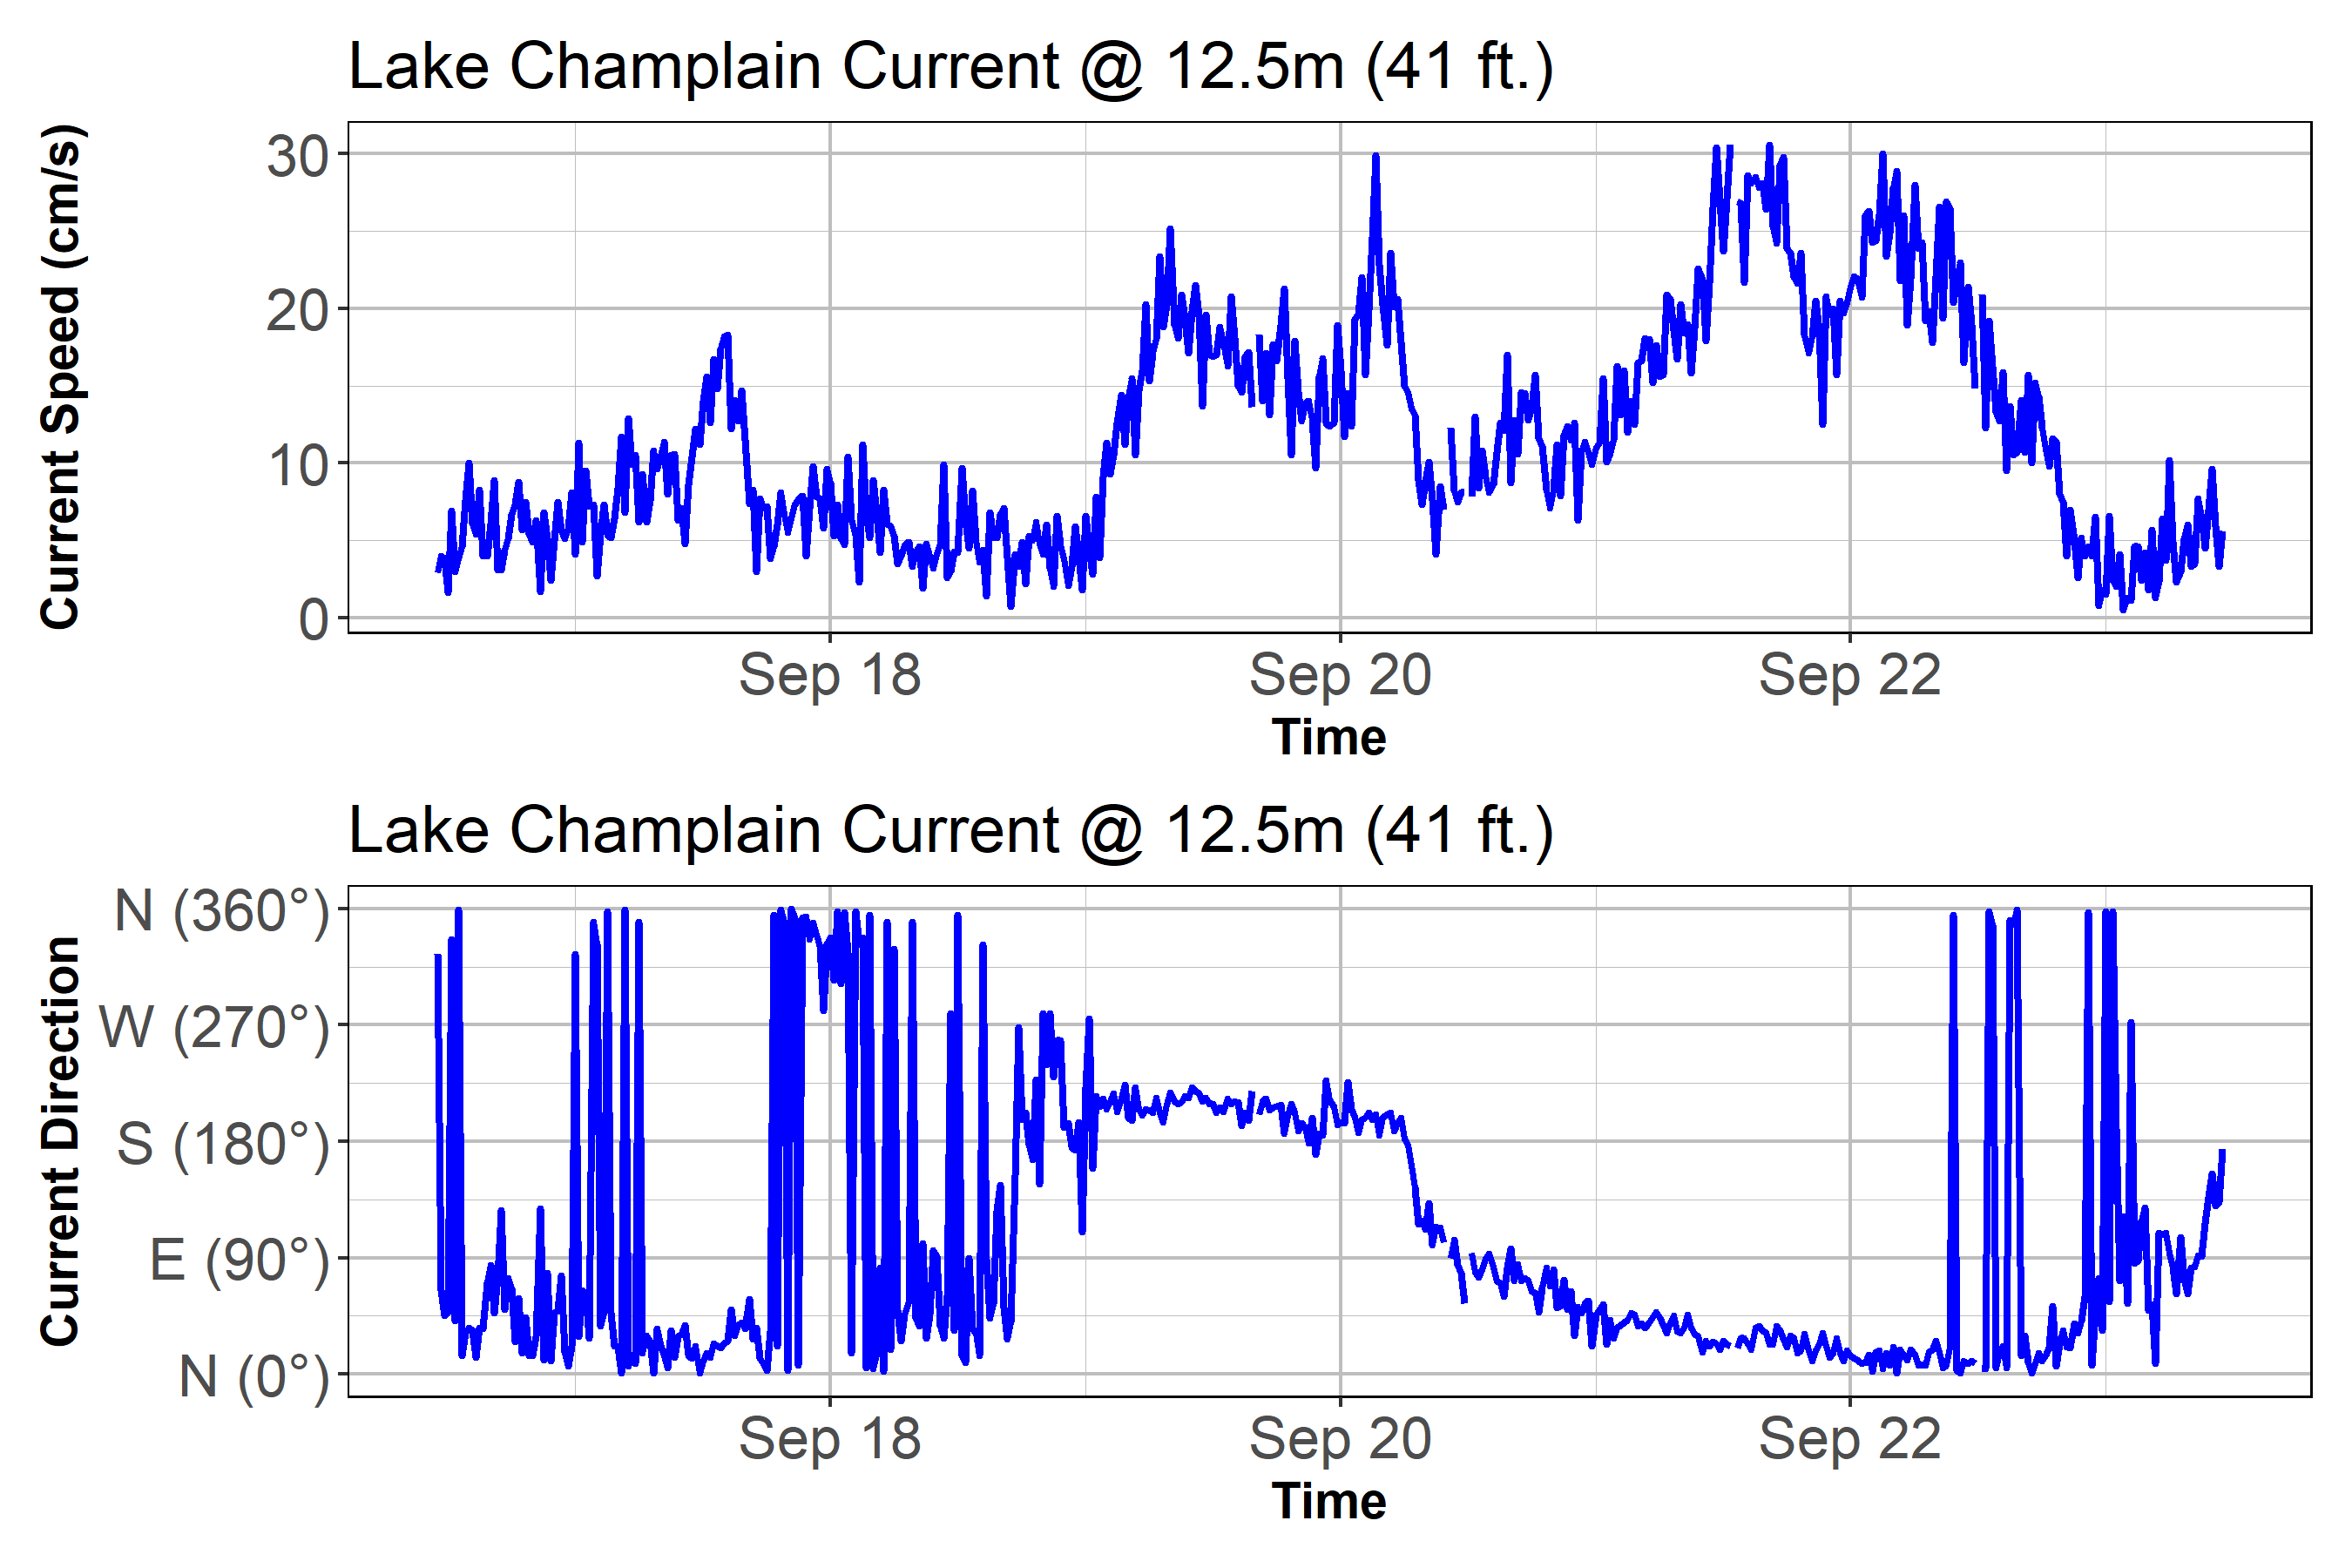 Lake Champlain Current @ 12.5m (41 ft.)
Current Speed (cm/s)
30
20
10
0
Sep 18
Sep 20
Sep 22
Time
Lake Champlain Current @ 12.5m (41 ft.)
Current Direction
N (360°)
W (270°)
S (180°)
E (90°)
N (0°)
Sep 18
Sep 20
Sep 22
Time